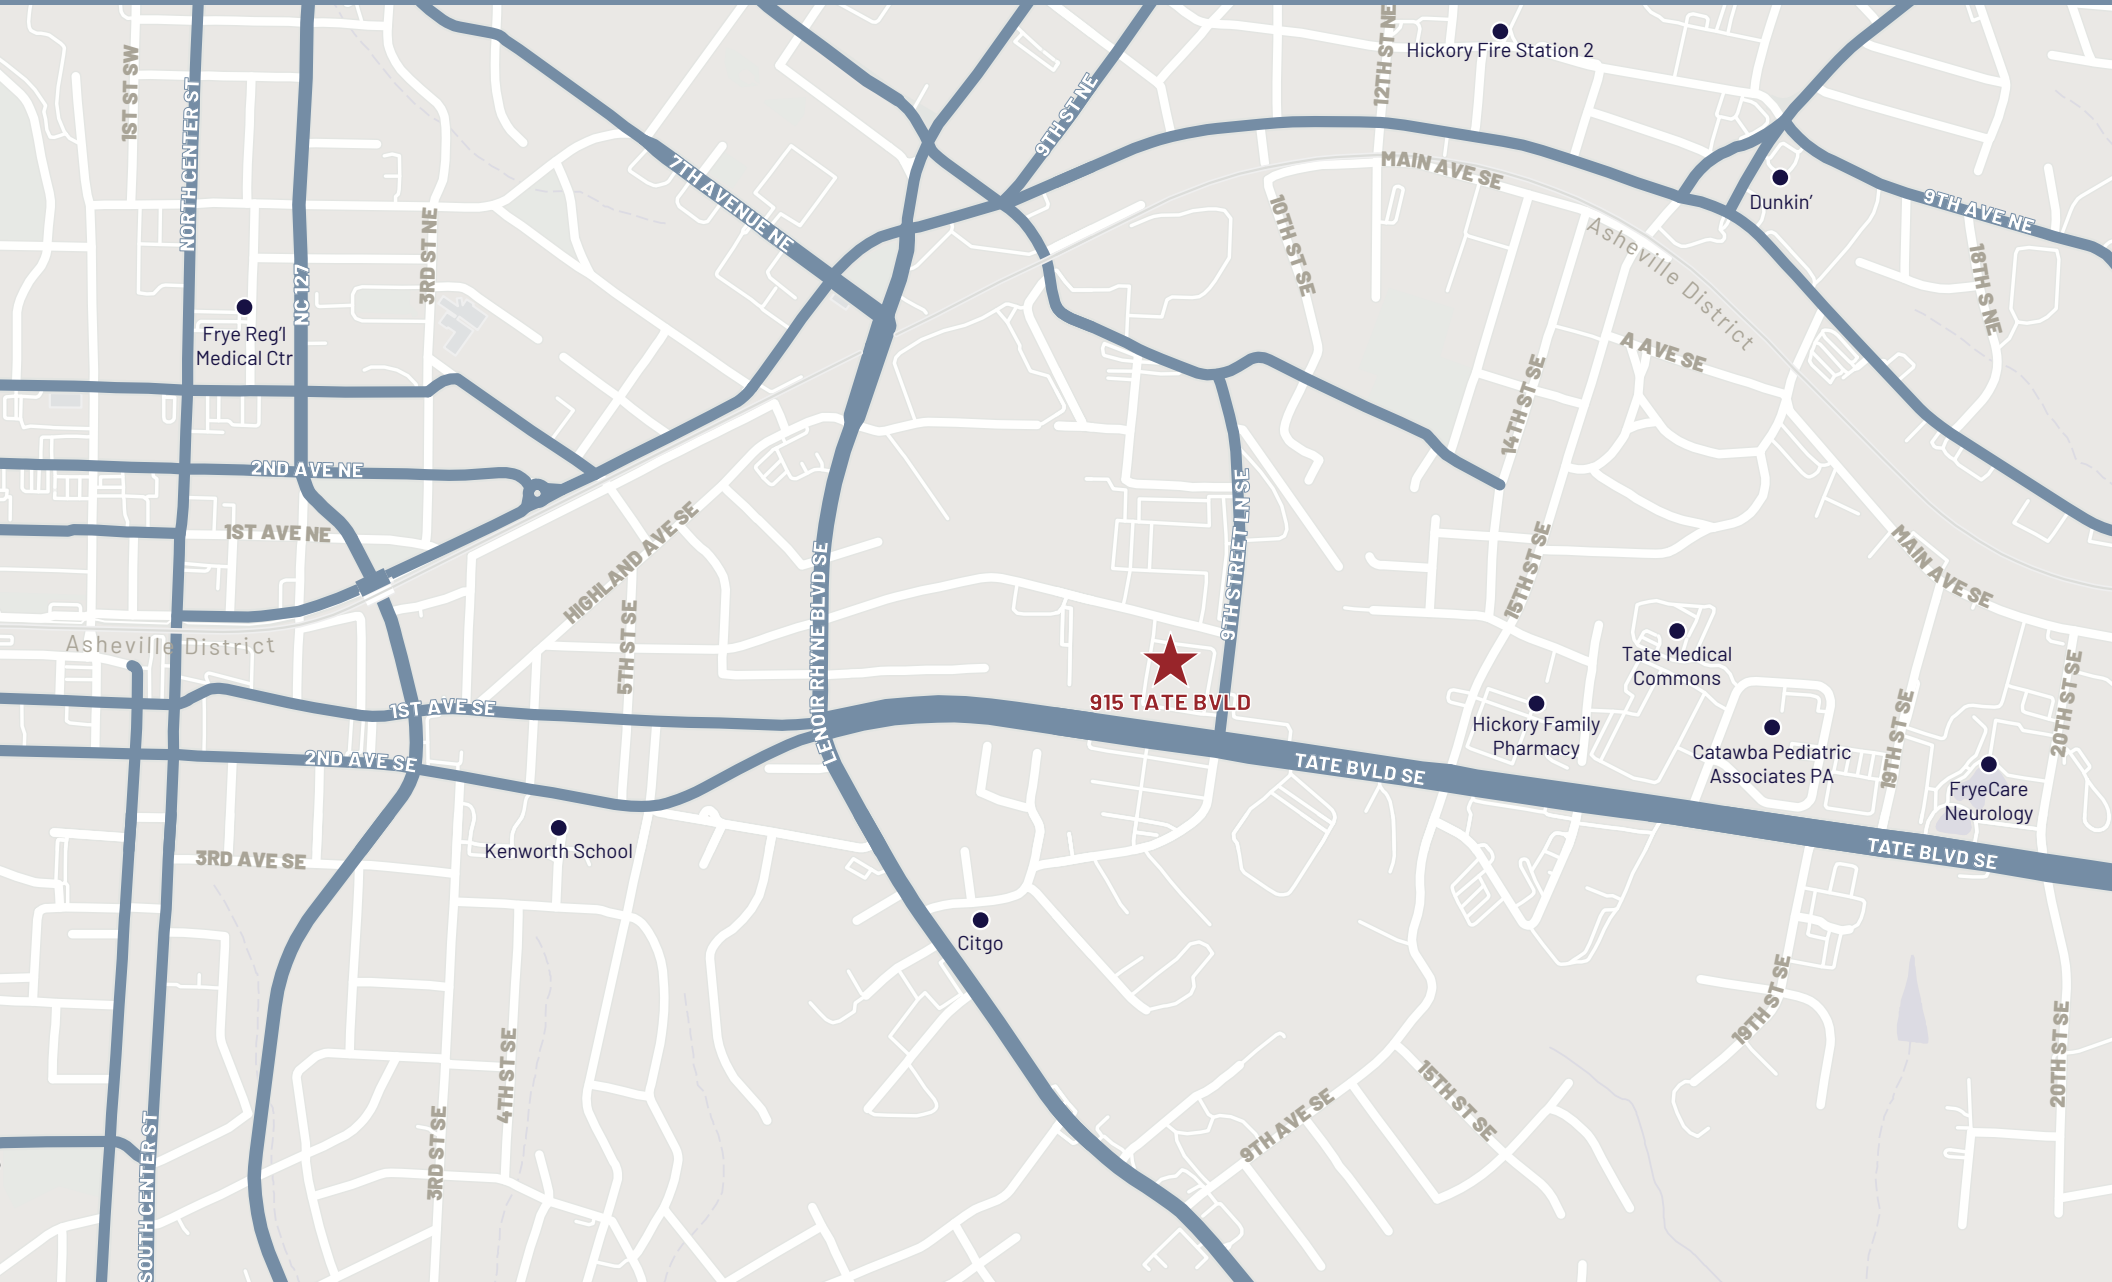 Hickory Fire Station 2
12TH ST NE
1ST ST SW
NORTH CENTER ST
9TH ST NE
7TH AVENUE NE
MAIN AVE SE
Dunkin’
9TH AVE NE
3RD ST NE
NC 127
10TH ST SE
Asheville District
18TH S NE
Frye Reg’l
Medical Ctr
A AVE SE
14TH ST SE
2ND AVE NE
1ST AVE NE
HIGHLAND AVE SE
9TH STREET LN SE
15TH ST SE
MAIN AVE SE
Asheville District
5TH ST SE
LENOIR RHYNE BLVD SE
Tate Medical
Commons
915 TATE BVLD
20TH ST SE
1ST AVE SE
Hickory Family
Pharmacy
19TH ST SE
Catawba Pediatric
Associates PA
2ND AVE SE
TATE BVLD SE
FryeCare
Neurology
Kenworth School
3RD AVE SE
TATE BLVD SE
Citgo
19TH ST SE
4TH ST SE
20TH ST SE
15TH ST SE
9TH AVE SE
3RD ST SE
SOUTH CENTER ST